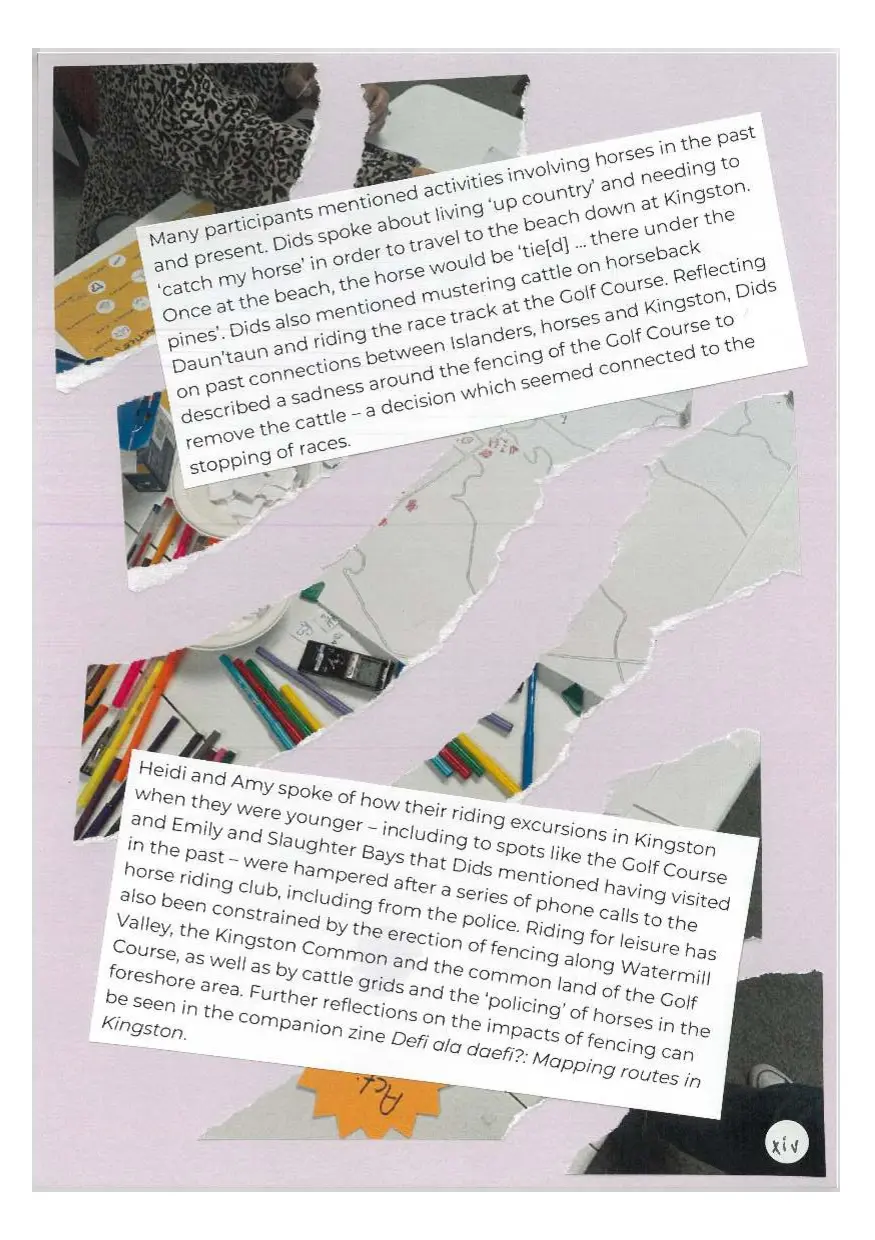 Many participants mentioned activities involving horses in the past
and present. Dids spoke about living ‘up country’ and needing to
‘catch my horse’ in order to travel to the beach down at Kingston.
Once at the beach, the horse would be ‘tie[d] ... there under the
pines’. Dids also mentioned mustering cattle on horseback
Daun’taun and riding the race track at the Golf Course. Reflecting
on past connections between Islanders, horses and Kingston, Dids
described a sadness around the fencing of the Golf Course to
remove the cattle – a decision which seemed connected to the
stopping of races.
Heidi and Amy spoke of how their riding excursions in Kingston
when they were younger – including to spots like the Golf Course
and Emily and Slaughter Bays that Dids mentioned having visited
in the past – were hampered after a series of phone calls to the
horse riding club, including from the police. Riding for leisure has
also been constrained by the erection of fencing along Watermill
Valley, the Kingston Common and the common land of the Golf
Course, as well as by cattle grids and the ‘policing’ of horses in the
foreshore area. Further reflections on the impacts of fencing can
be seen in the companion zine Defi ala daefi?: Mapping routes in
Kingston.
Act
xiv